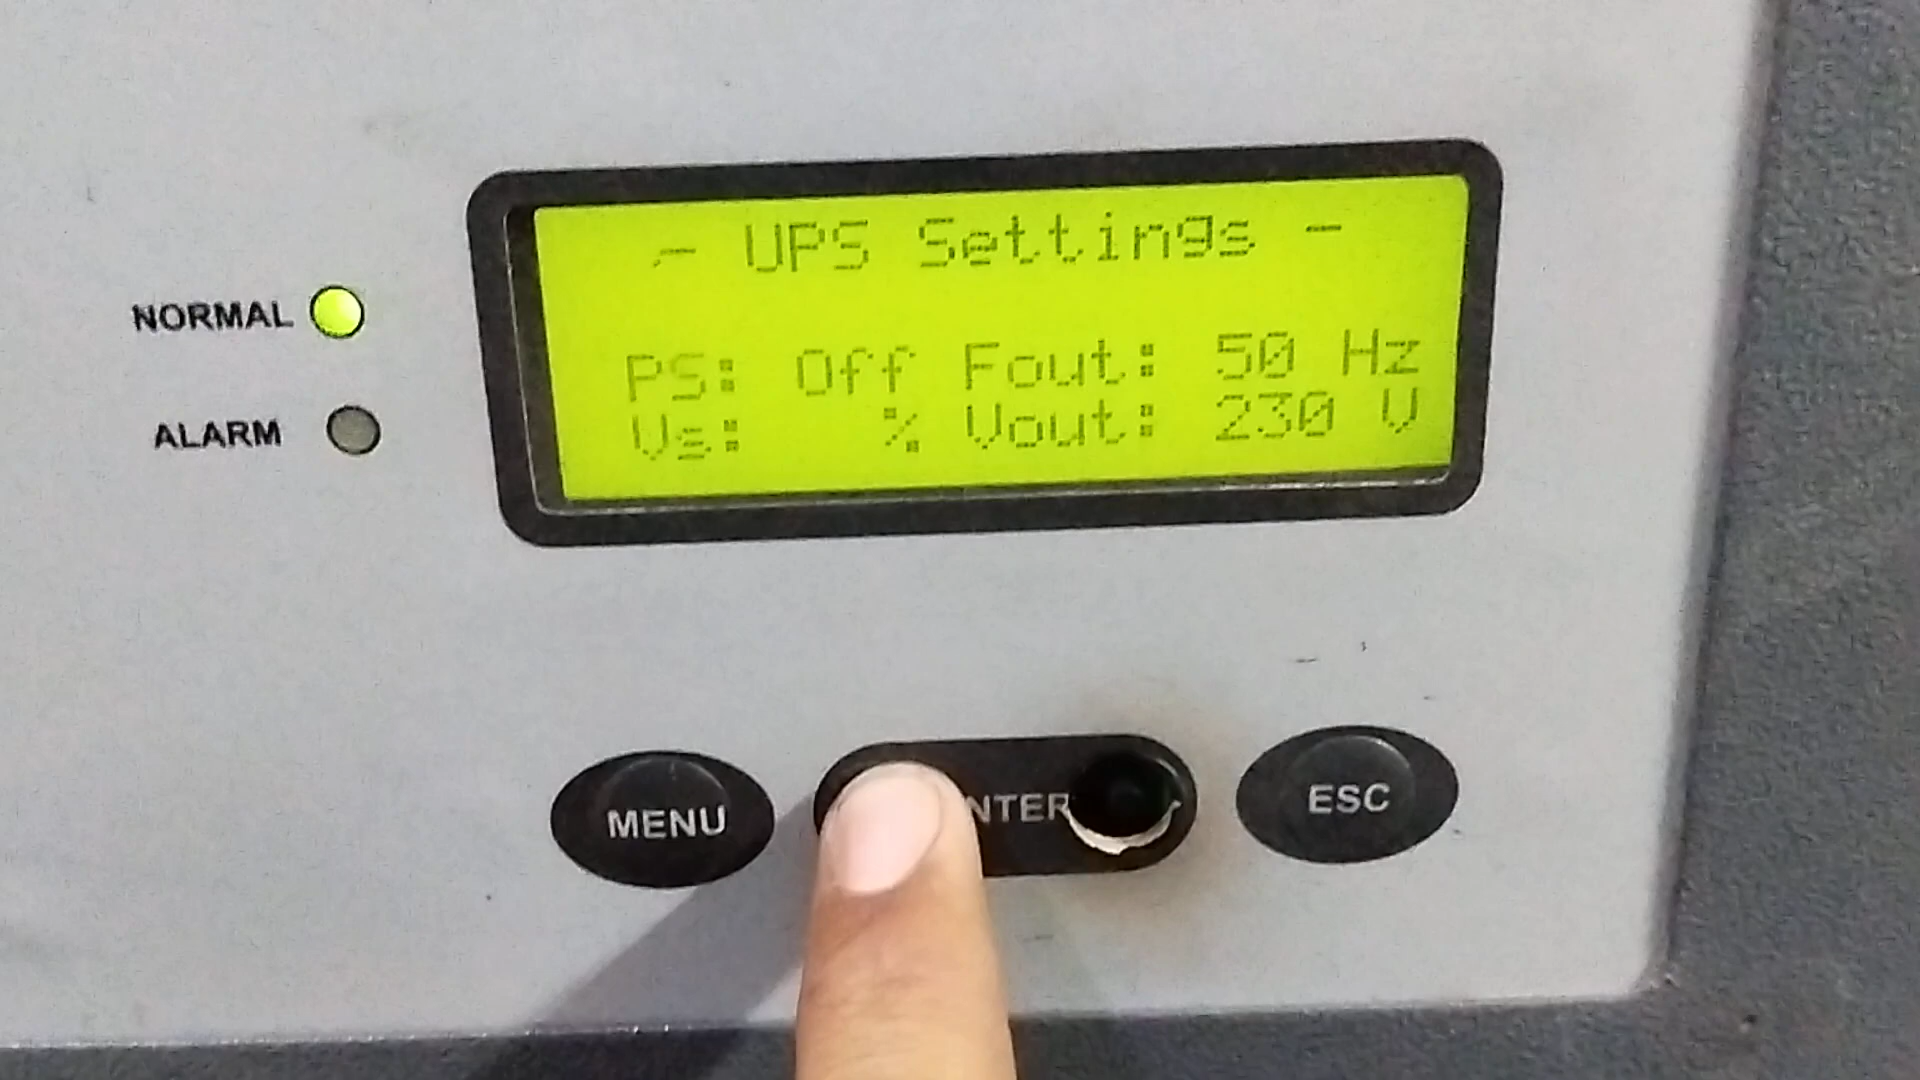 - UPS Settings -
PS: Off Fout: 50 Hz
Vs: % Vout: 230 V
NORMAL
ALARM
MENU
NTER
ESC